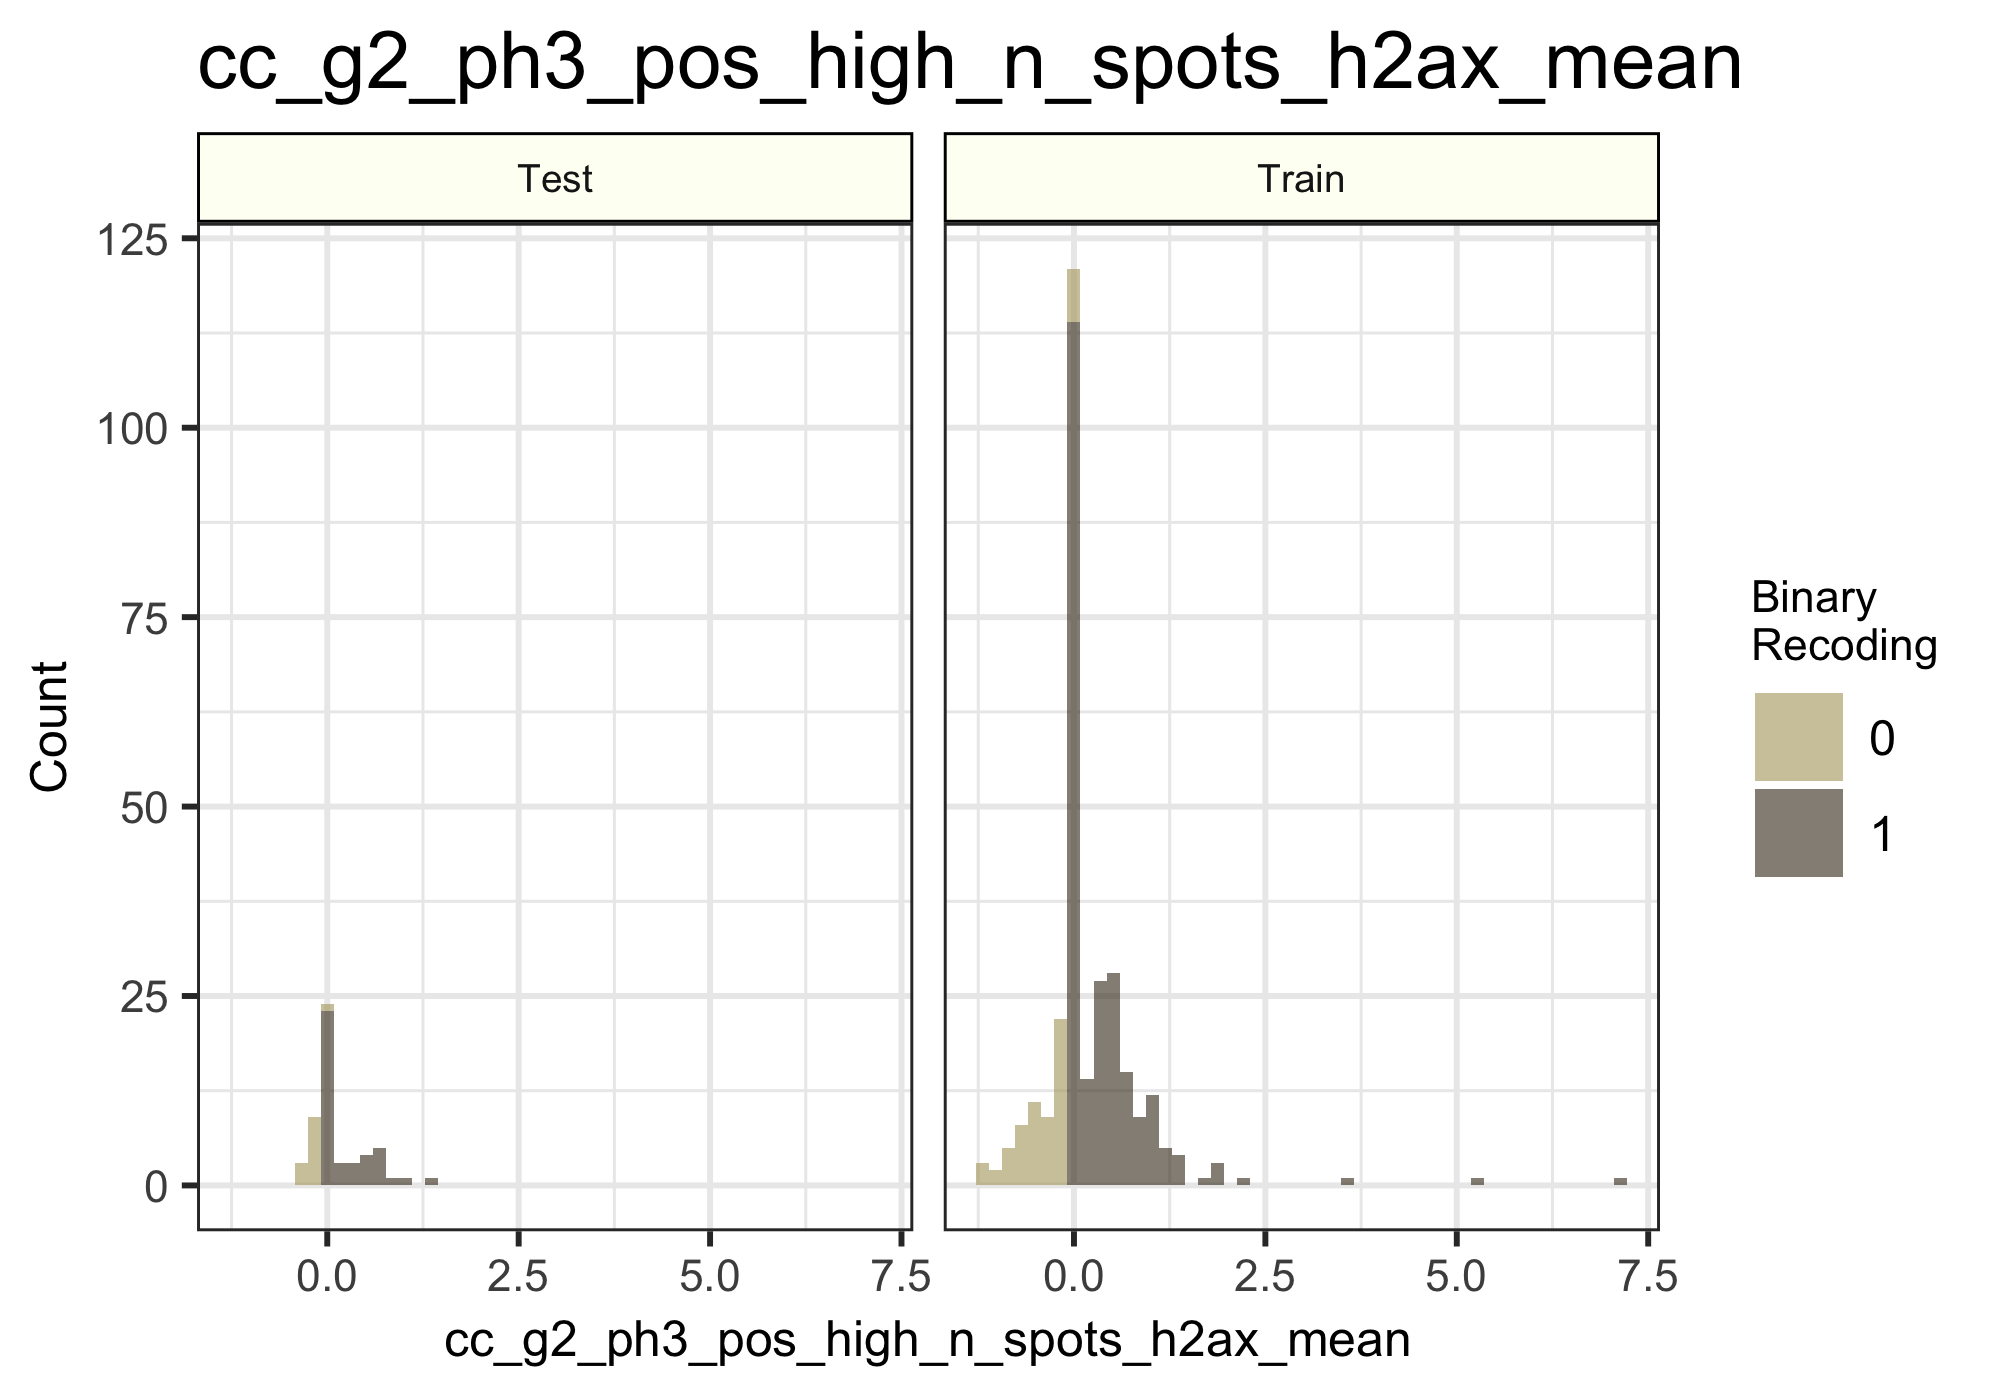 cc_g2_ph3_pos_high_n_spots_h2ax_mean
Test
Train
125
100
75
50
25
0
Count
0.0 2.5 5.0 7.5
0.0 2.5 5.0 7.5
cc_g2_ph3_pos_high_n_spots_h2ax_mean
Binary
Recoding
0
1